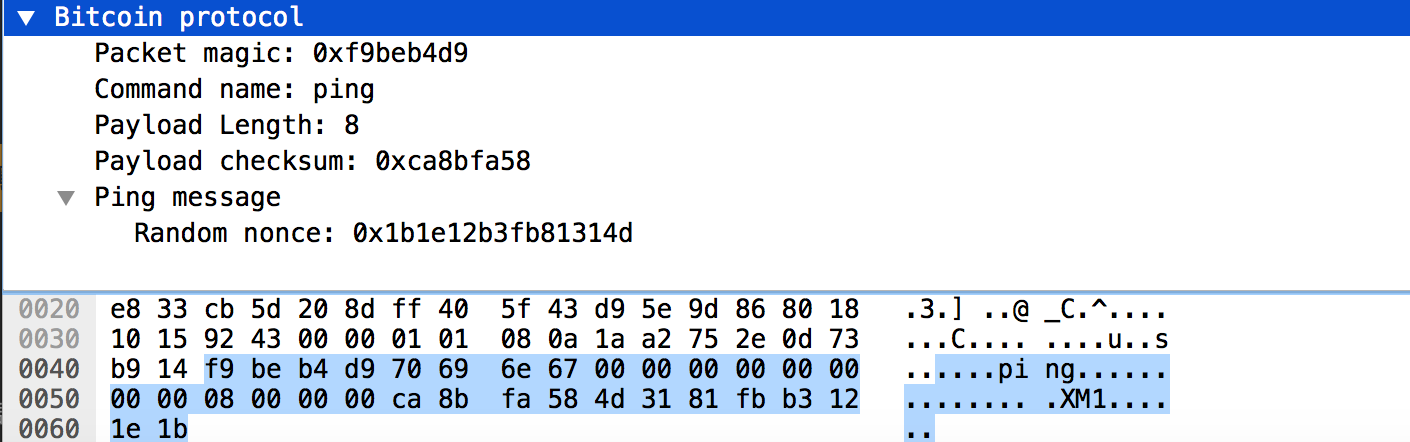 ▼ Bitcoin protocol
Packet magic: 0xf9beb4d9
Command name: ping
Payload Length: 8
Payload checksum: 0xca8bfa58
▼ Ping message
Random nonce: 0x1b1e12b3fb81314d
0020 e8 33 cb 5d 20 8d ff 40 5f 43 d9 5e 9d 86 80 18 .3.] ..@ _C.^....
0030 10 15 92 43 00 00 01 01 08 0a 1a a2 75 2e 0d 73 ...C.... ....u..s
0040 b9 14 f9 be b4 d9 70 69 6e 67 00 00 00 00 00 00 ......pi ng......
0050 00 00 08 00 00 00 ca 8b fa 58 4d 31 81 fb b3 12 ........ .XM1....
0060 1e 1b ..